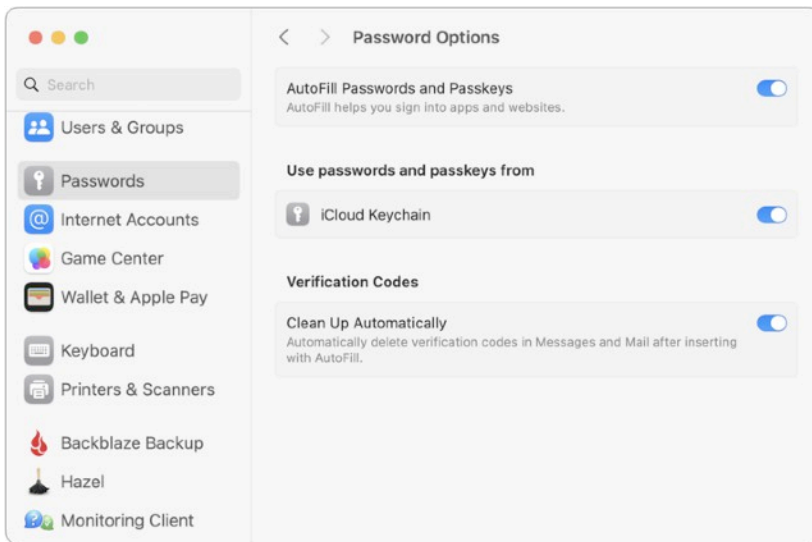 Password Options
Search
Users & Groups
Passwords
Internet Accounts
Game Center
Wallet & Apple Pay
Keyboard
Printers & Scanners
Backblaze Backup
Hazel
Monitoring Client
AutoFill Passwords and Passkeys
AutoFill helps you sign into apps and websites.
Use passwords and passkeys from
iCloud Keychain
Verification Codes
Clean Up Automatically
Automatically delete verification codes in Messages and Mail after inserting
with AutoFill.